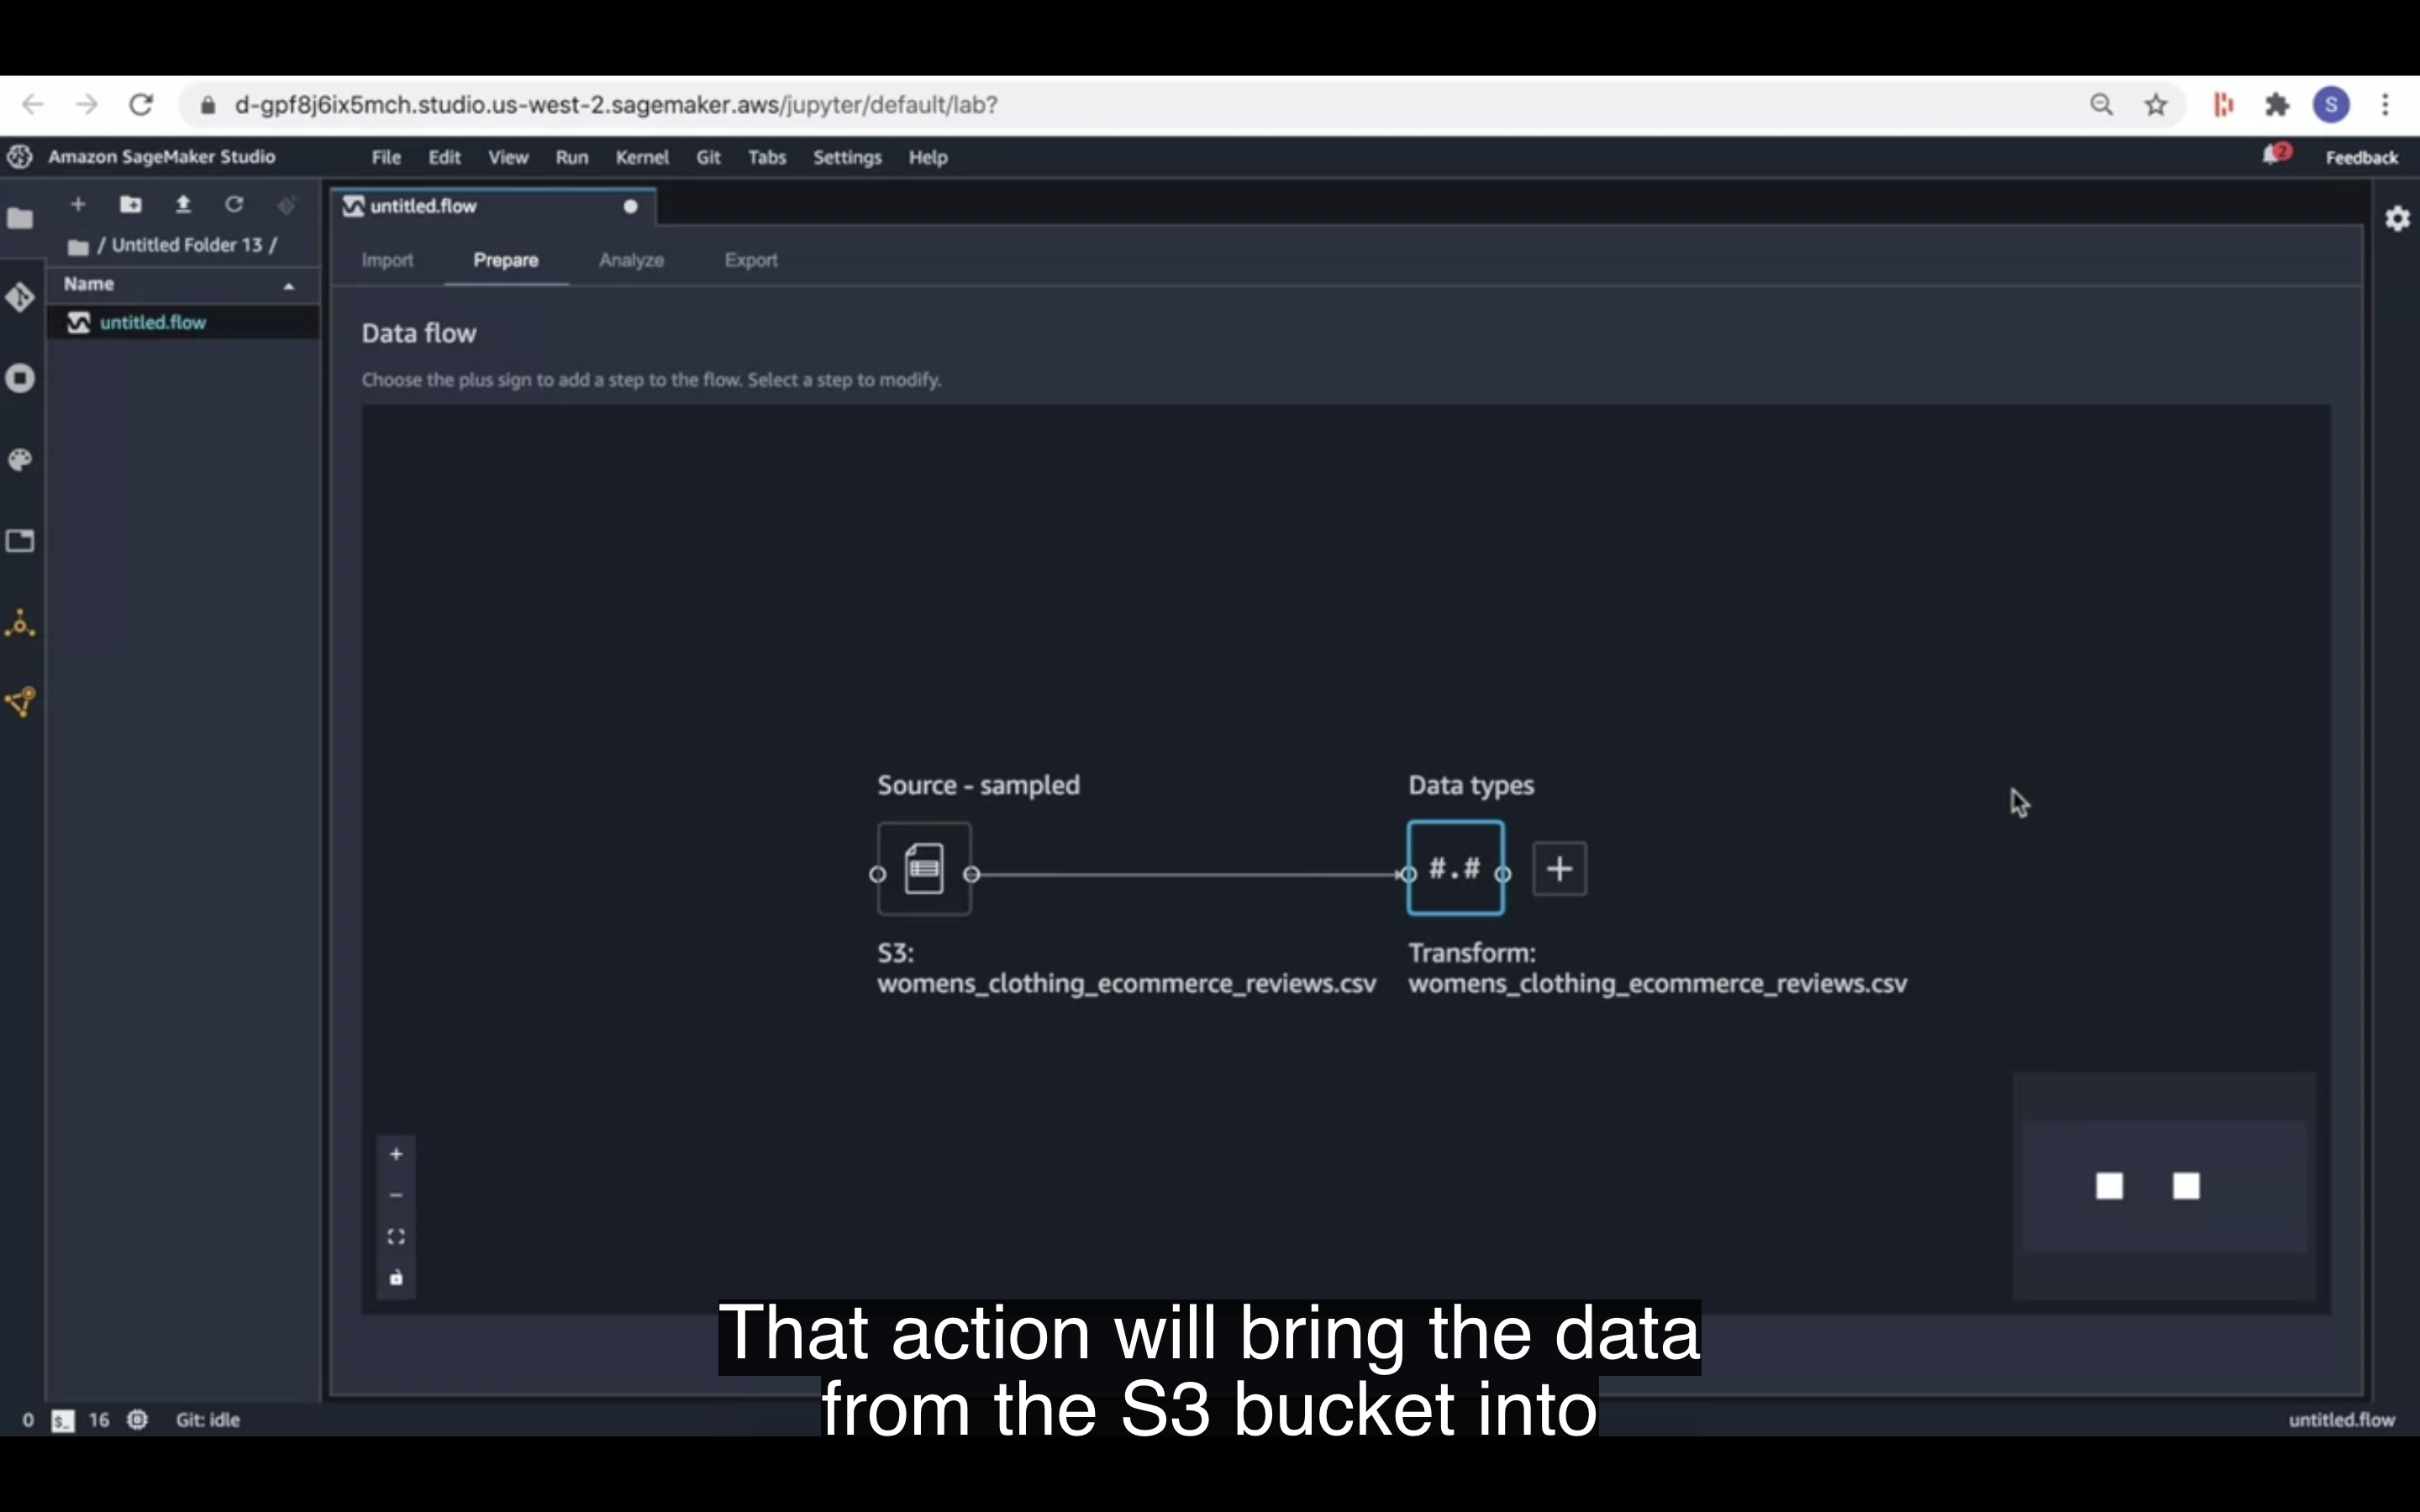 d-gpf8j6ix5mch.studio.us-west-2.sagemaker.aws/jupyter/default/lab?
S
Amazon SageMaker Studio File Edit View Run Kernel Git Tabs Settings Help 2 Feedback
/ Untitled Folder 13 /
Name
untitled.flow
untitled.flow
Import Prepare Analyze Export
Data flow
Choose the plus sign to add a step to the flow. Select a step to modify.
Source - sampled
Data types
#.#
+
S3:
womens_clothing_ecommerce_reviews.csv
Transform:
womens_clothing_ecommerce_reviews.csv
That action will bring the data
from the S3 bucket into
0 $_ 16 Git: idle
untitled.flow